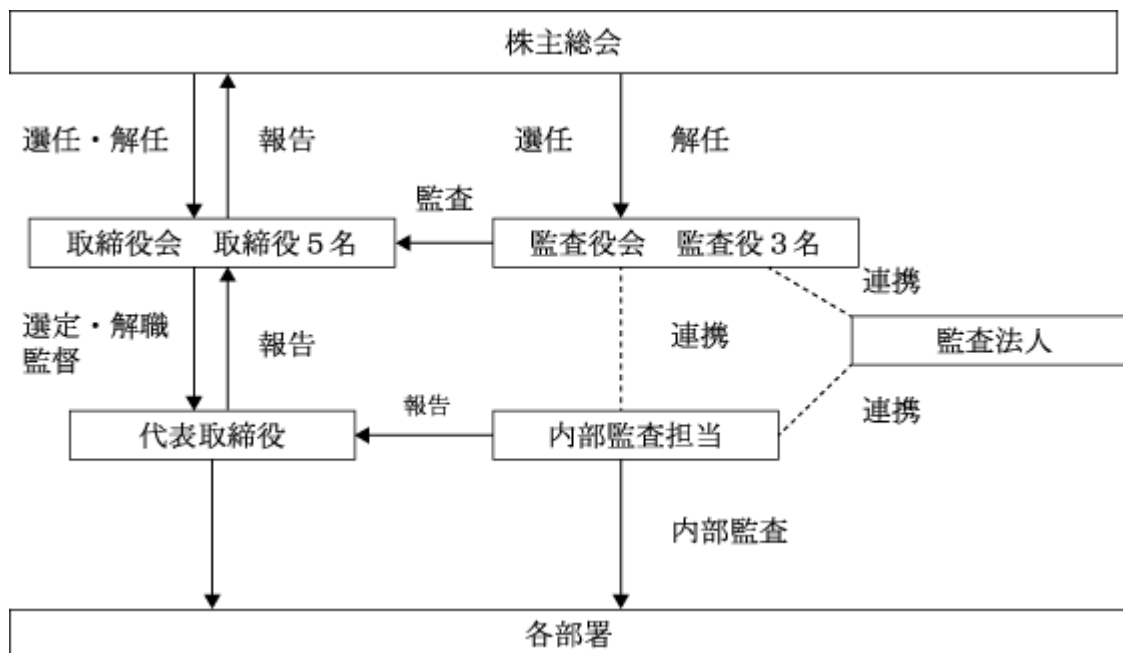 株主総会
選任・解任
報告
選任
解任
監査
取締役会　取締役５名
監査役会　監査役３名
連携
選定・解職
監督
報告
連携
監査法人
報告
連携
代表取締役
内部監査担当
内部監査
各部署